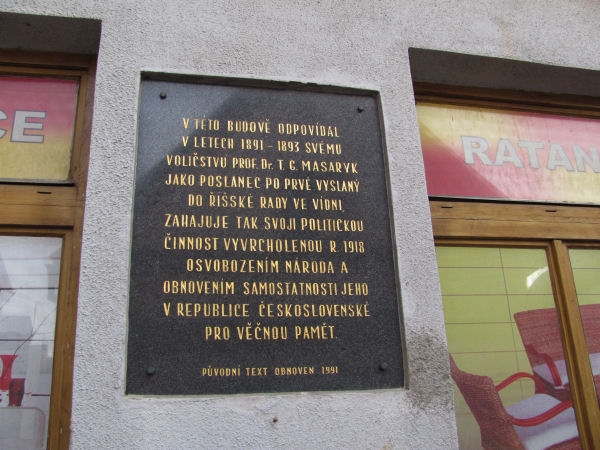 V TÉTO BUDOVĚ ODPOVÍDAL
V LETECH 1891 - 1893 SVÉMU
VOLIČSTVU PROF. Dr. T. G. MASARYK
JAKO POSLANEC PO PRVÉ VYSLANÝ
DO ŘÍŠSKÉ RADY VE VÍDNI,
ZAHAJUJE TAK SVOJI POLITICKOU
ČINNOST VYVRCHOLENOU R. 1918
OSVOBOZENÍM NÁRODA A
OBNOVENÍM SAMOSTATNOSTI JEHO
V REPUBLICE ČESKOSLOVENSKÉ
PRO VĚČNOU PAMĚT.
PŮVODNÍ TEXT OBNOVEN 1991
RATAN